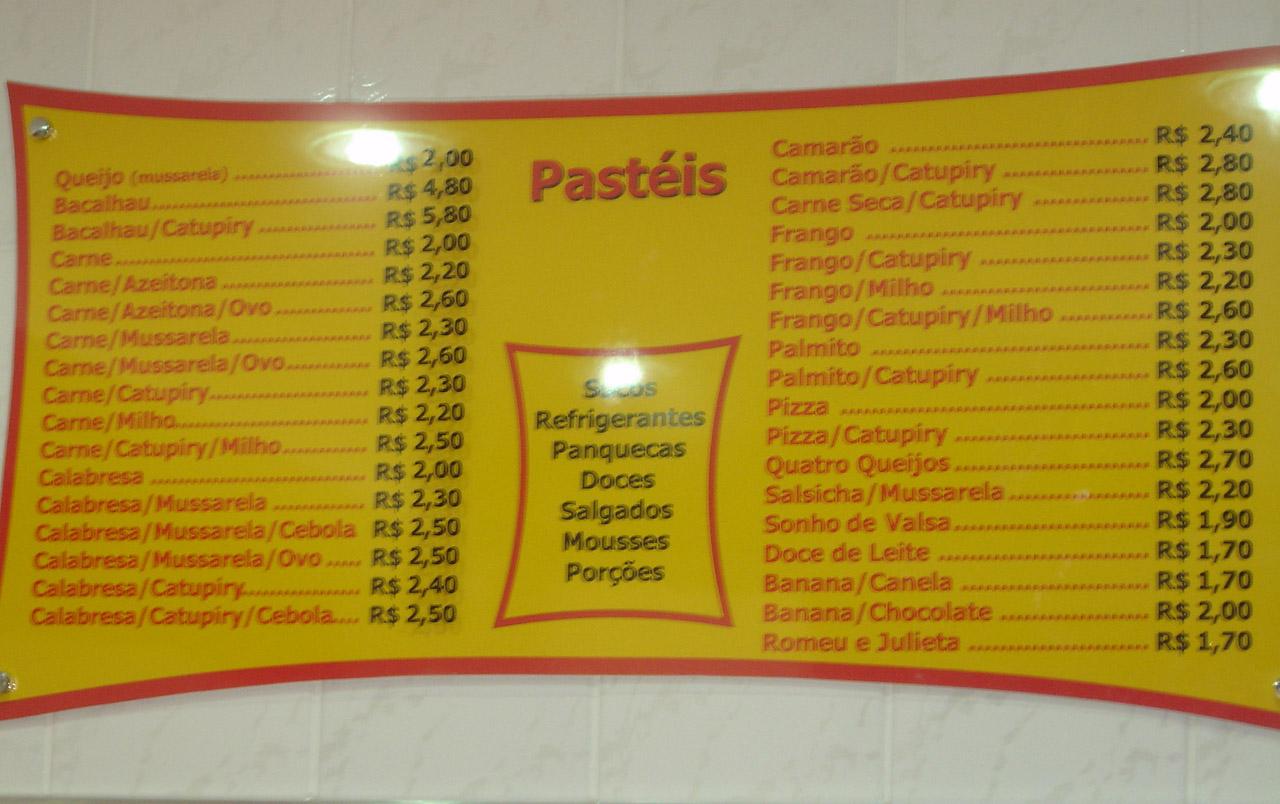 Pastéis
Queijo (mussarela) ........................ R$ 2,00
Bacalhau........................ R$ 4,80
Bacalhau/Catupiry ................ R$ 5,80
Carne........................ R$ 2,00
Carne/Azeitona ................ R$ 2,20
Carne/Azeitona/Ovo ............ R$ 2,60
Carne/Mussarela................ R$ 2,30
Carne/Mussarela/Ovo........... R$ 2,60
Carne/Catupiry.................. R$ 2,30
Carne/Milho........................ R$ 2,20
Carne/Catupiry/Milho........... R$ 2,50
Calabresa ........................ R$ 2,00
Calabresa/Mussarela ............ R$ 2,30
Calabresa/Mussarela/Cebola R$ 2,50
Calabresa/Mussarela/Ovo ..... R$ 2,50
Calabresa/Catupiry................ R$ 2,40
Calabresa/Catupiry/Cebola.... R$ 2,50
Sucos
Refrigerantes
Panquecas
Doces
Salgados
Mousses
Porções
Camarão ........................ R$ 2,40
Camarão/Catupiry ................ R$ 2,80
Carne Seca/Catupiry ............ R$ 2,80
Frango ........................ R$ 2,00
Frango/Catupiry ................ R$ 2,30
Frango/Milho .................... R$ 2,20
Frango/Catupiry/Milho ........... R$ 2,60
Palmito ........................ R$ 2,30
Palmito/Catupiry ................ R$ 2,60
Pizza ........................ R$ 2,00
Pizza/Catupiry .................. R$ 2,30
Quatro Queijos.................. R$ 2,70
Salsicha/Mussarela.............. R$ 2,20
Sonho de Valsa.................. R$ 1,90
Doce de Leite .................... R$ 1,70
Banana/Canela .................. R$ 1,70
Banana/Chocolate .............. R$ 2,00
Romeu e Julieta ................ R$ 1,70